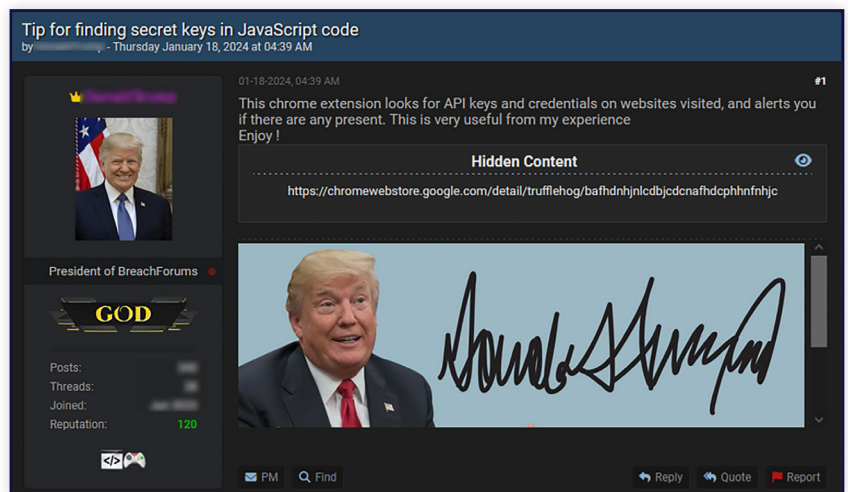 Tip for finding secret keys in JavaScript code
by - Thursday January 18, 2024 at 04:39 AM
01-18-2024, 04:39 AM
#1
This chrome extension looks for API keys and credentials on websites visited, and alerts you
if there are any present. This is very useful from my experience
Enjoy !
Hidden Content
https://chromewebstore.google.com/detail/trufflehog/bafhdnhjnlcdbjcdcnafhdcphhnfnhjc
President of BreachForums
GOD
Posts:
Threads:
Joined:
Reputation: 120
</>
PM
Find
Reply
Quote
Report